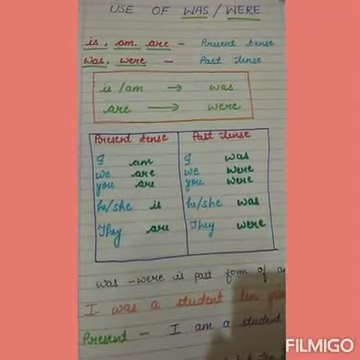 USE OF WAS / WERE
is, am, are - Present tense
was, were - Past tense
is /am → was
are → were
Present tense Past tense
I am I was
we are we were
you are you were
he/she is he/she was
They are They were
was - were is past form of
I was a student ten
Present - I am a student
FILMIGO